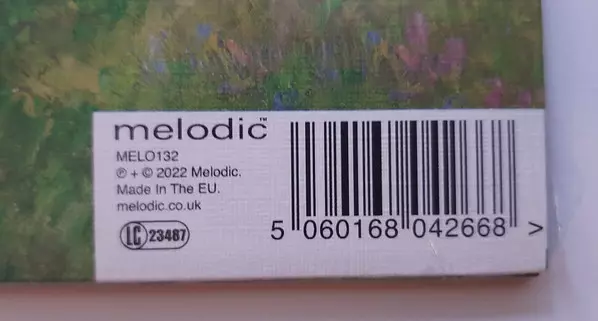 melodic™
MELO132
℗ + © 2022 Melodic.
Made In The EU.
melodic.co.uk
LC 23487
5 060168 042668 >